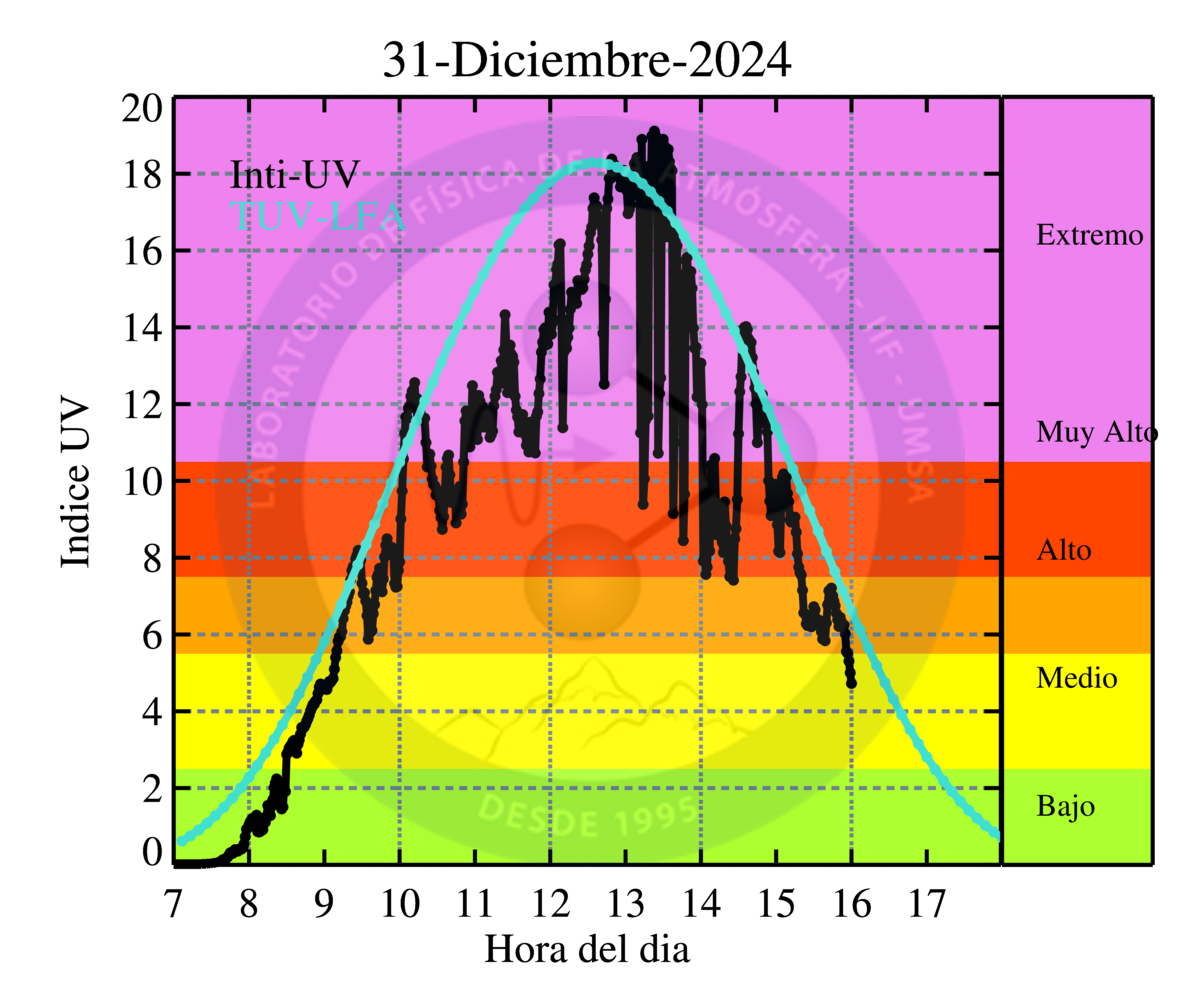 31-Diciembre-2024
Inti-UV
TUV-LFA
LABORATORIO DE FÍSICA DE LA ATMÓSFERA - IIF - UMSA
DESDE 1995
Indice UV
20
18
16
14
12
10
8
6
4
2
0
Extremo
Muy Alto
Alto
Medio
Bajo
7 8 9 10 11 12 13 14 15 16 17
Hora del dia